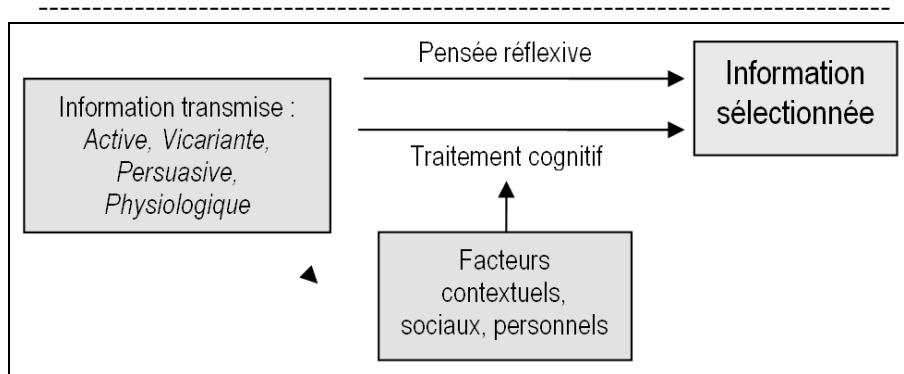 Pensée réflexive
Information
sélectionnée
Information transmise :
Active, Vicariante,
Persuasive,
Physiologique
Traitement cognitif
Facteurs
contextuels,
sociaux, personnels